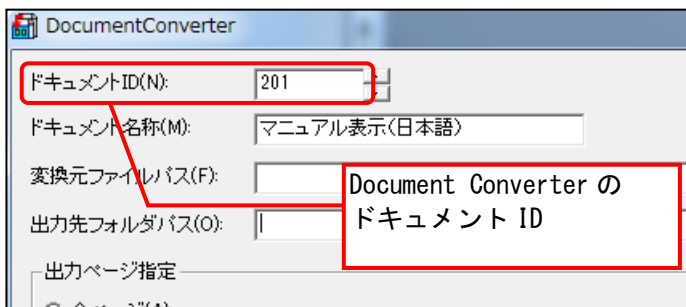 DocumentConverter
ドキュメントID(N): 201
ドキュメント名称(M): マニュアル表示(日本語)
変換元ファイルパス(F):
Document Converter の
出力先フォルダパス(O):
ドキュメント ID
出力ページ指定